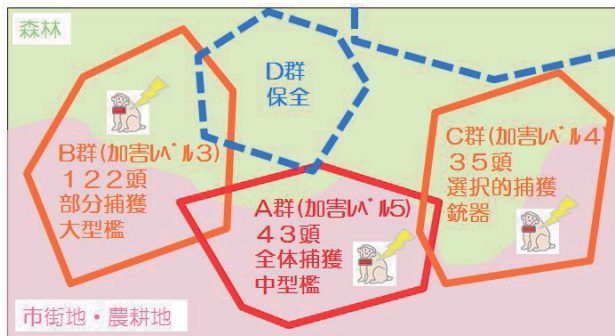 森林
D群
保全
B群(加害ﾚﾍﾞﾙ3)
122頭
部分捕獲
大型檻
C群(加害ﾚﾍﾞﾙ4)
35頭
選択的捕獲
銃器
A群(加害ﾚﾍﾞﾙ5)
43頭
全体捕獲
中型檻
市街地・農耕地